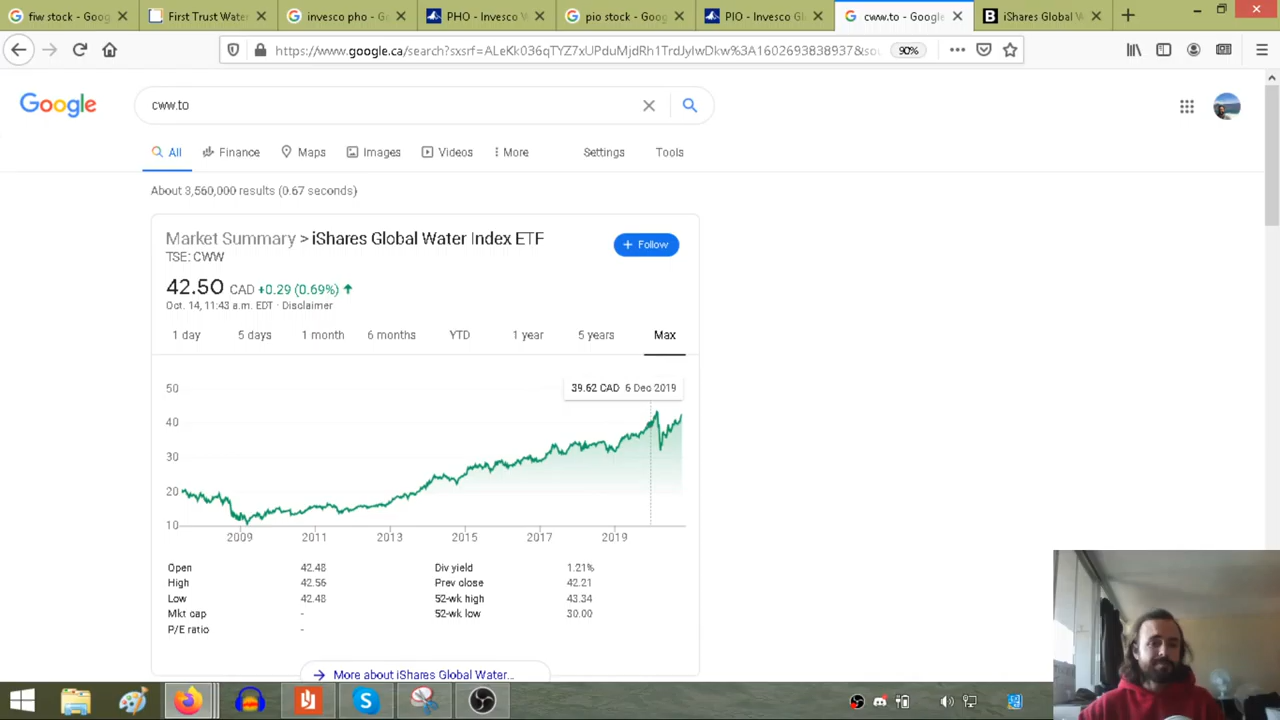 fiw stock - Goog
First Trust Water
invesco pho - Go
PHO - Invesco W
pio stock - Goog
PIO - Invesco Gl
cww.to - Google
iShares Global W
https://www.google.ca/search?sxsrf=ALeKk036qTYZ7xUPduMjdRh1TrdJyIwDkw%3A1602693838937&sou
90%
Google
cww.to
All
Finance
Maps
Images
Videos
More
Settings
Tools
About 3,560,000 results (0.67 seconds)
Market Summary > iShares Global Water Index ETF
TSE: CWW
+ Follow
42.50 CAD +0.29 (0.69%)
Oct. 14, 11:43 a.m. EDT · Disclaimer
1 day
5 days
1 month
6 months
YTD
1 year
5 years
Max
39.62 CAD 6 Dec 2019
50
40
30
20
10
2009
2011
2013
2015
2017
2019
Open 42.48
High 42.56
Low 42.48
Mkt cap -
P/E ratio -
Div yield 1.21%
Prev close 42.21
52-wk high 43.34
52-wk low 30.00
More about iShares Global Water...